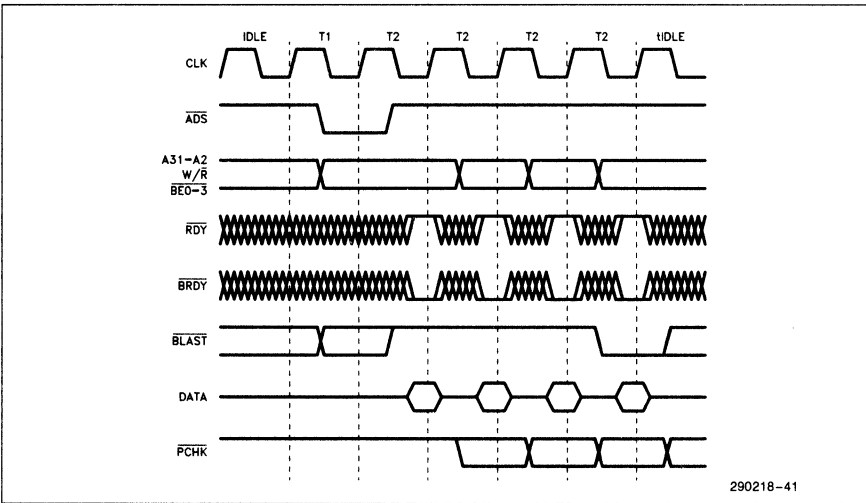 IDLE T1 T2 T2 T2 T2 tIDLE
CLK
ADS
A31–A2
W/R̅
BE0–3
RDY
BRDY
BLAST
DATA
PCHK
290218–41